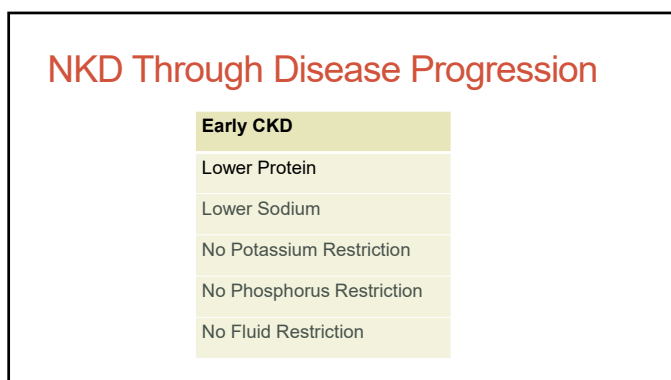 NKD Through Disease Progression
Early CKD
Lower Protein
Lower Sodium
No Potassium Restriction
No Phosphorus Restriction
No Fluid Restriction